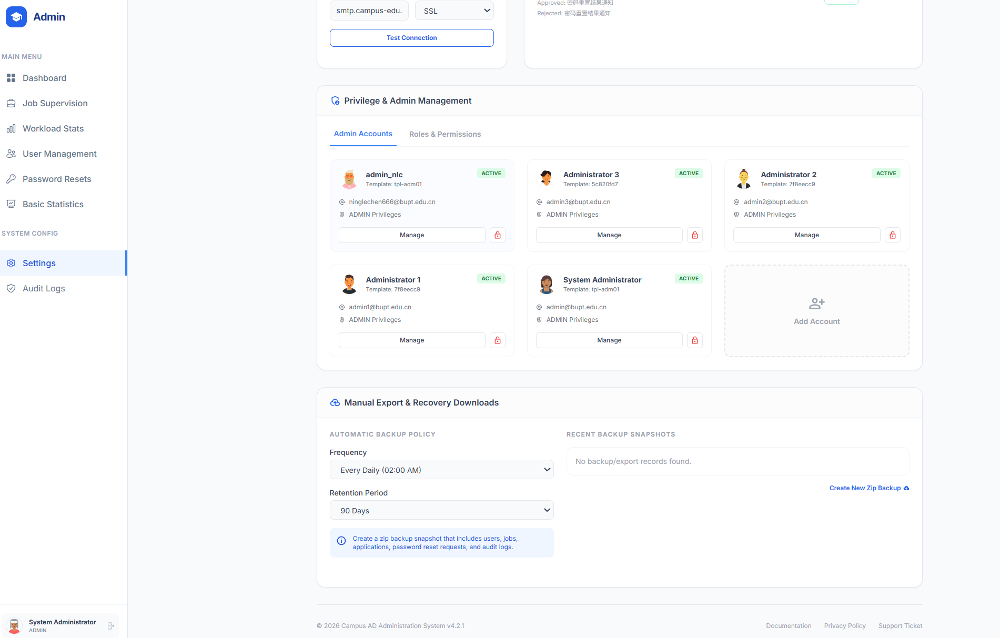 Admin
MAIN MENU
Dashboard
Job Supervision
Workload Stats
User Management
Password Resets
Basic Statistics
SYSTEM CONFIG
Settings
Audit Logs
System Administrator
ADMIN
smtp.campus-edu.
SSL
Test Connection
Approved: 密码重置结果通知
Rejected: 密码重置结果通知
Privilege & Admin Management
Admin Accounts
Roles & Permissions
admin_nlc
ACTIVE
Template: tpl-adm01
ninglechen666@bupt.edu.cn
ADMIN Privileges
Manage
Administrator 3
ACTIVE
Template: 5c820fd7
admin3@bupt.edu.cn
ADMIN Privileges
Manage
Administrator 2
ACTIVE
Template: 7f8eecc9
admin2@bupt.edu.cn
ADMIN Privileges
Manage
Administrator 1
ACTIVE
Template: 7f8eecc9
admin1@bupt.edu.cn
ADMIN Privileges
Manage
System Administrator
ACTIVE
Template: tpl-adm01
admin@bupt.edu.cn
ADMIN Privileges
Manage
Add Account
Manual Export & Recovery Downloads
AUTOMATIC BACKUP POLICY
Frequency
Every Daily (02:00 AM)
Retention Period
90 Days
Create a zip backup snapshot that includes users, jobs,
applications, password reset requests, and audit logs.
RECENT BACKUP SNAPSHOTS
No backup/export records found.
Create New Zip Backup
© 2026 Campus AD Administration System v4.2.1
Documentation
Privacy Policy
Support Ticket